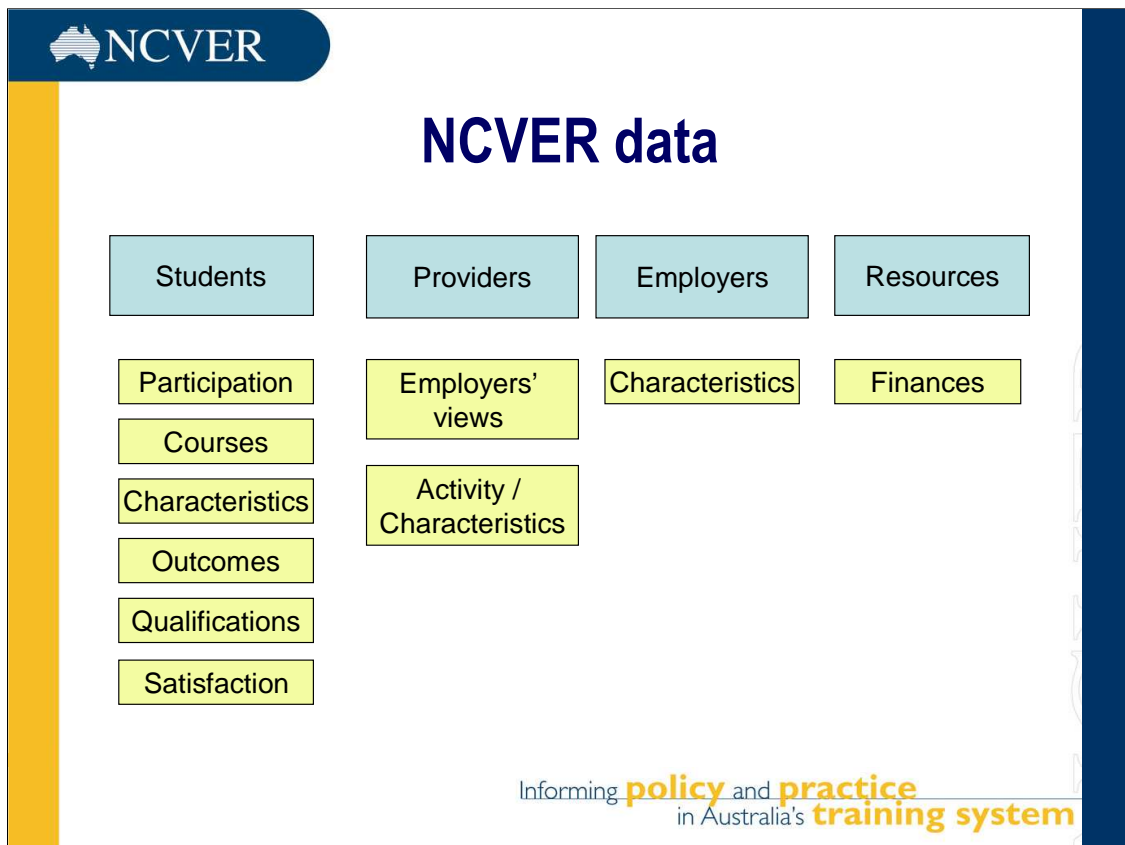 NCVER
NCVER data
Students
Providers
Employers
Resources
Participation
Courses
Characteristics
Outcomes
Qualifications
Satisfaction
Employers’
views
Activity /
Characteristics
Characteristics
Finances
Informing policy and practice
in Australia's training system